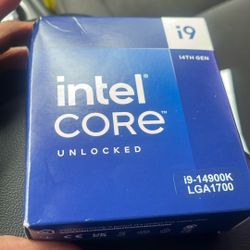 i9
14TH GEN
intel
CORE
UNLOCKED
i9-14900K
LGA1700